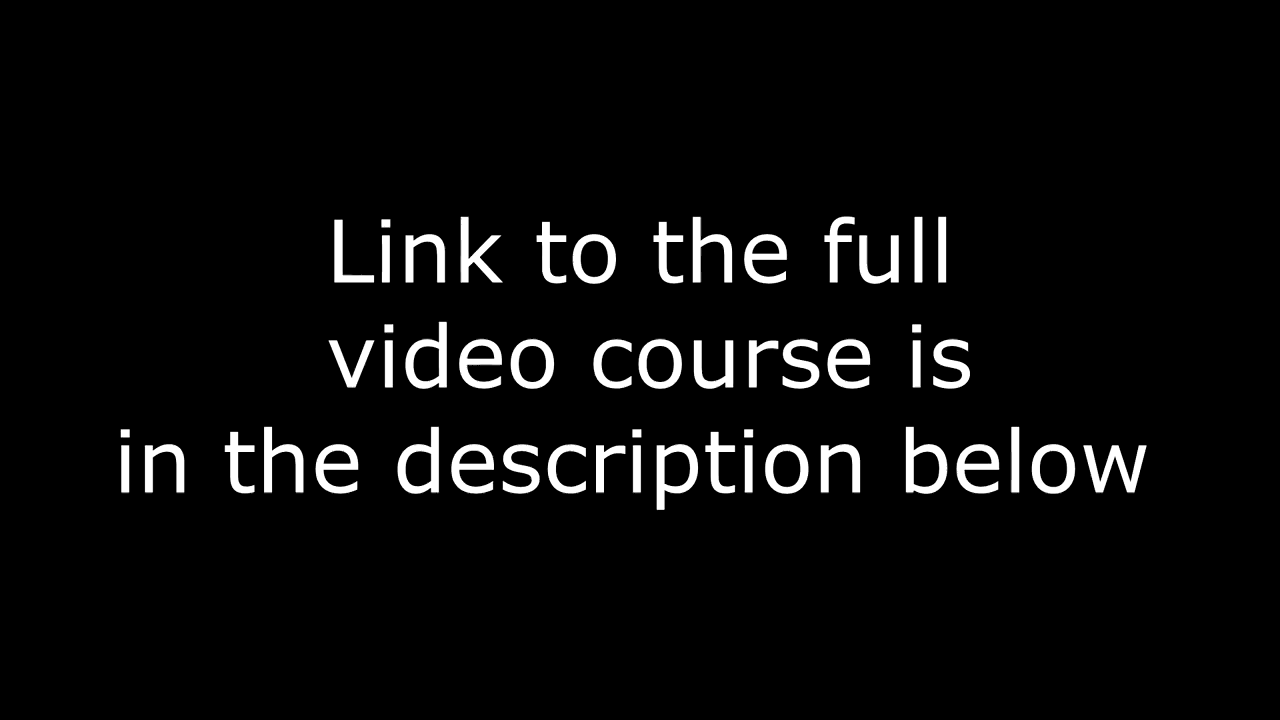 Link to the full
video course is
in the description below